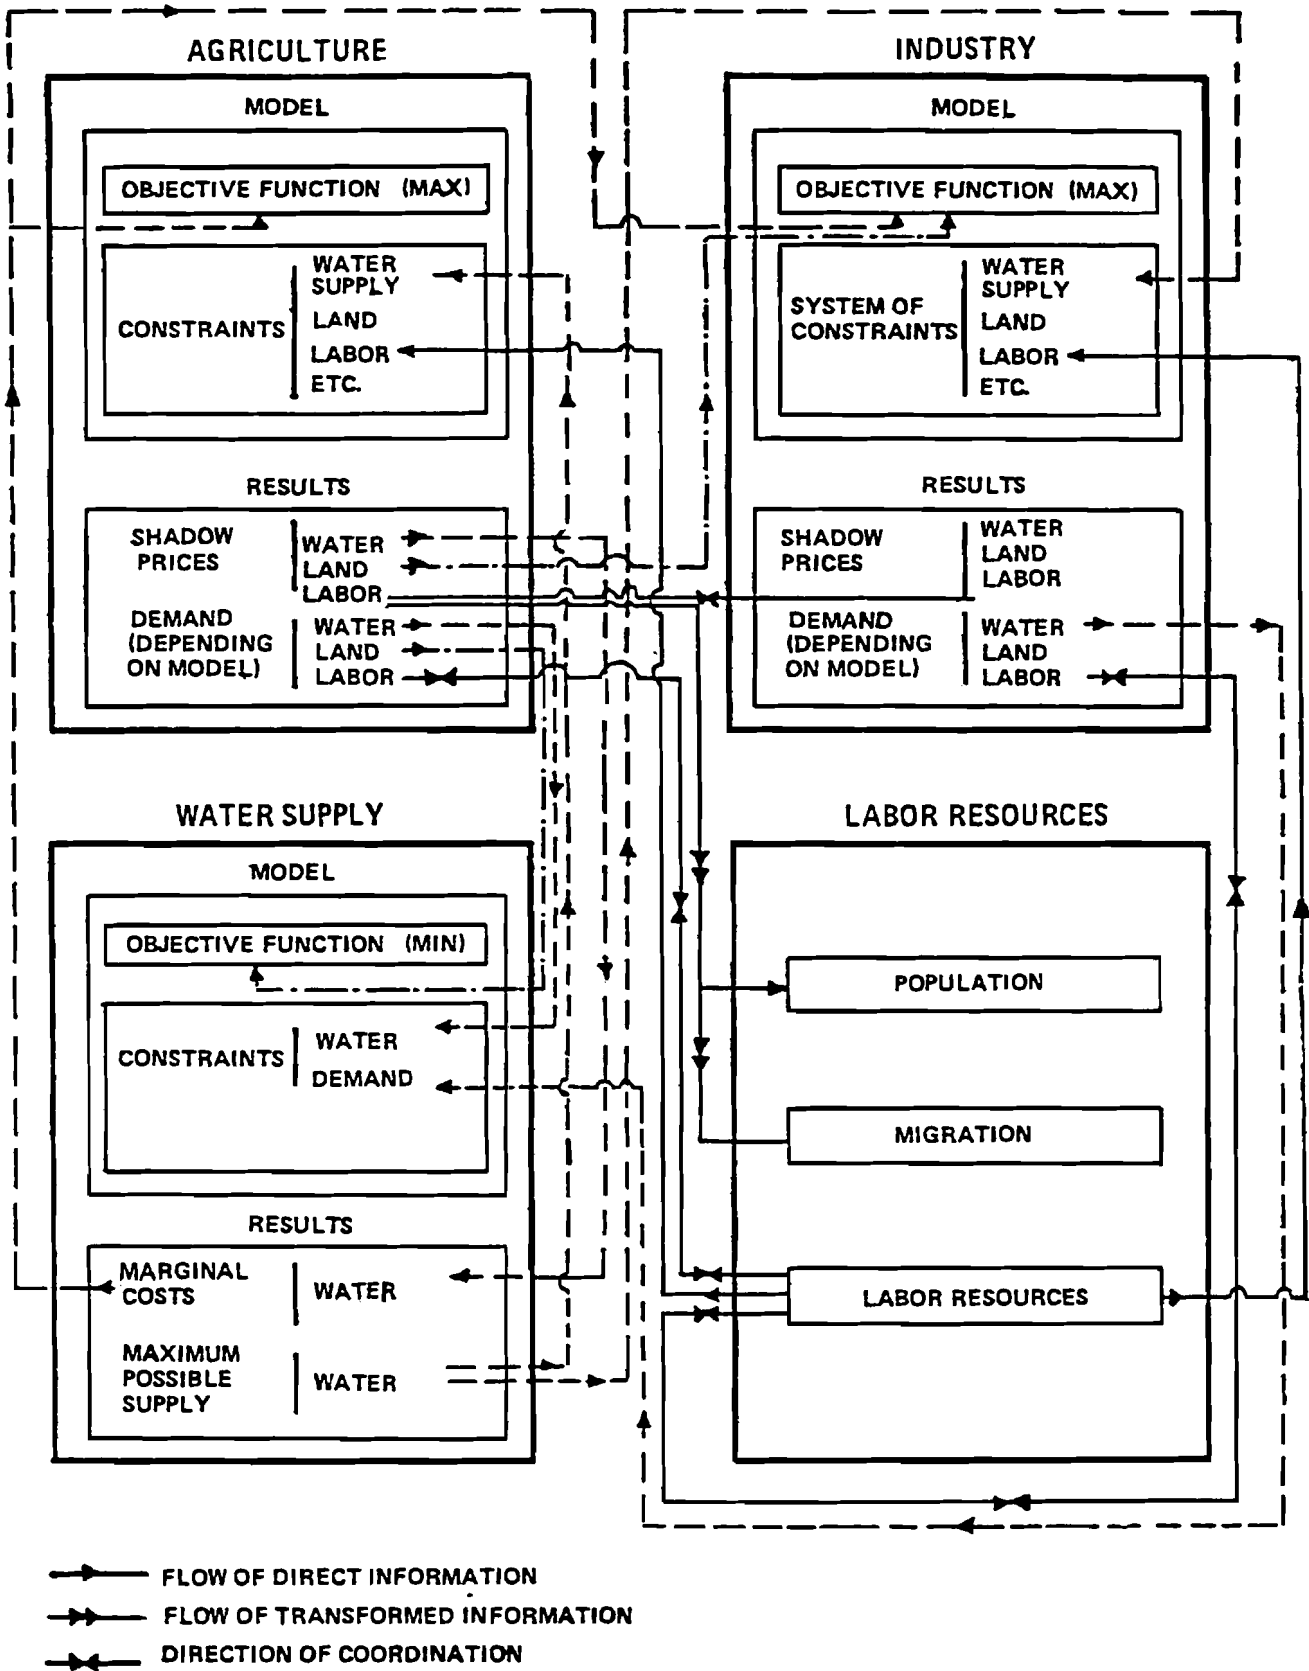 AGRICULTURE
MODEL
OBJECTIVE FUNCTION (MAX)
CONSTRAINTS
WATER
SUPPLY
LAND
LABOR
ETC.
RESULTS
SHADOW
PRICES
WATER
LAND
LABOR
DEMAND
(DEPENDING
ON MODEL)
WATER
LAND
LABOR
INDUSTRY
MODEL
OBJECTIVE FUNCTION (MAX)
SYSTEM OF
CONSTRAINTS
WATER
SUPPLY
LAND
LABOR
ETC.
RESULTS
SHADOW
PRICES
WATER
LAND
LABOR
DEMAND
(DEPENDING
ON MODEL)
WATER
LAND
LABOR
WATER SUPPLY
MODEL
OBJECTIVE FUNCTION (MIN)
CONSTRAINTS
WATER
DEMAND
RESULTS
MARGINAL
COSTS
WATER
MAXIMUM
POSSIBLE
SUPPLY
WATER
LABOR RESOURCES
POPULATION
MIGRATION
LABOR RESOURCES
FLOW OF DIRECT INFORMATION
FLOW OF TRANSFORMED INFORMATION
DIRECTION OF COORDINATION